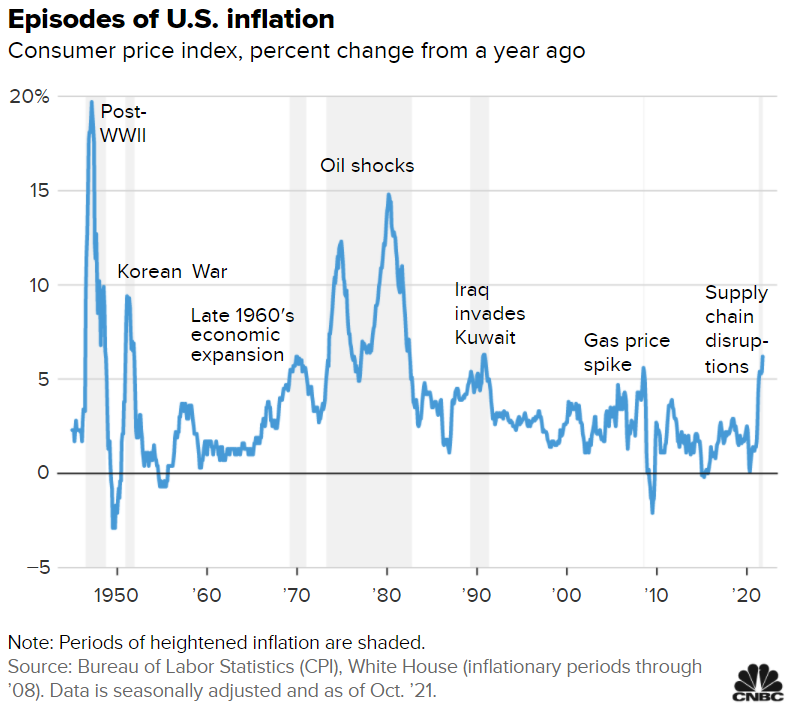 Episodes of U.S. inflation
Consumer price index, percent change from a year ago
20%
Post-
WWII
Oil shocks
15
Korean War
10
Iraq
invades
Kuwait
Supply
chain
disrup-
tions
Late 1960's
economic
expansion
Gas price
spike
5
0
−5
1950
’60
’70
’80
’90
’00
’10
’20
Note: Periods of heightened inflation are shaded.
Source: Bureau of Labor Statistics (CPI), White House (inflationary periods through
’08). Data is seasonally adjusted and as of Oct. ’21.
CNBC